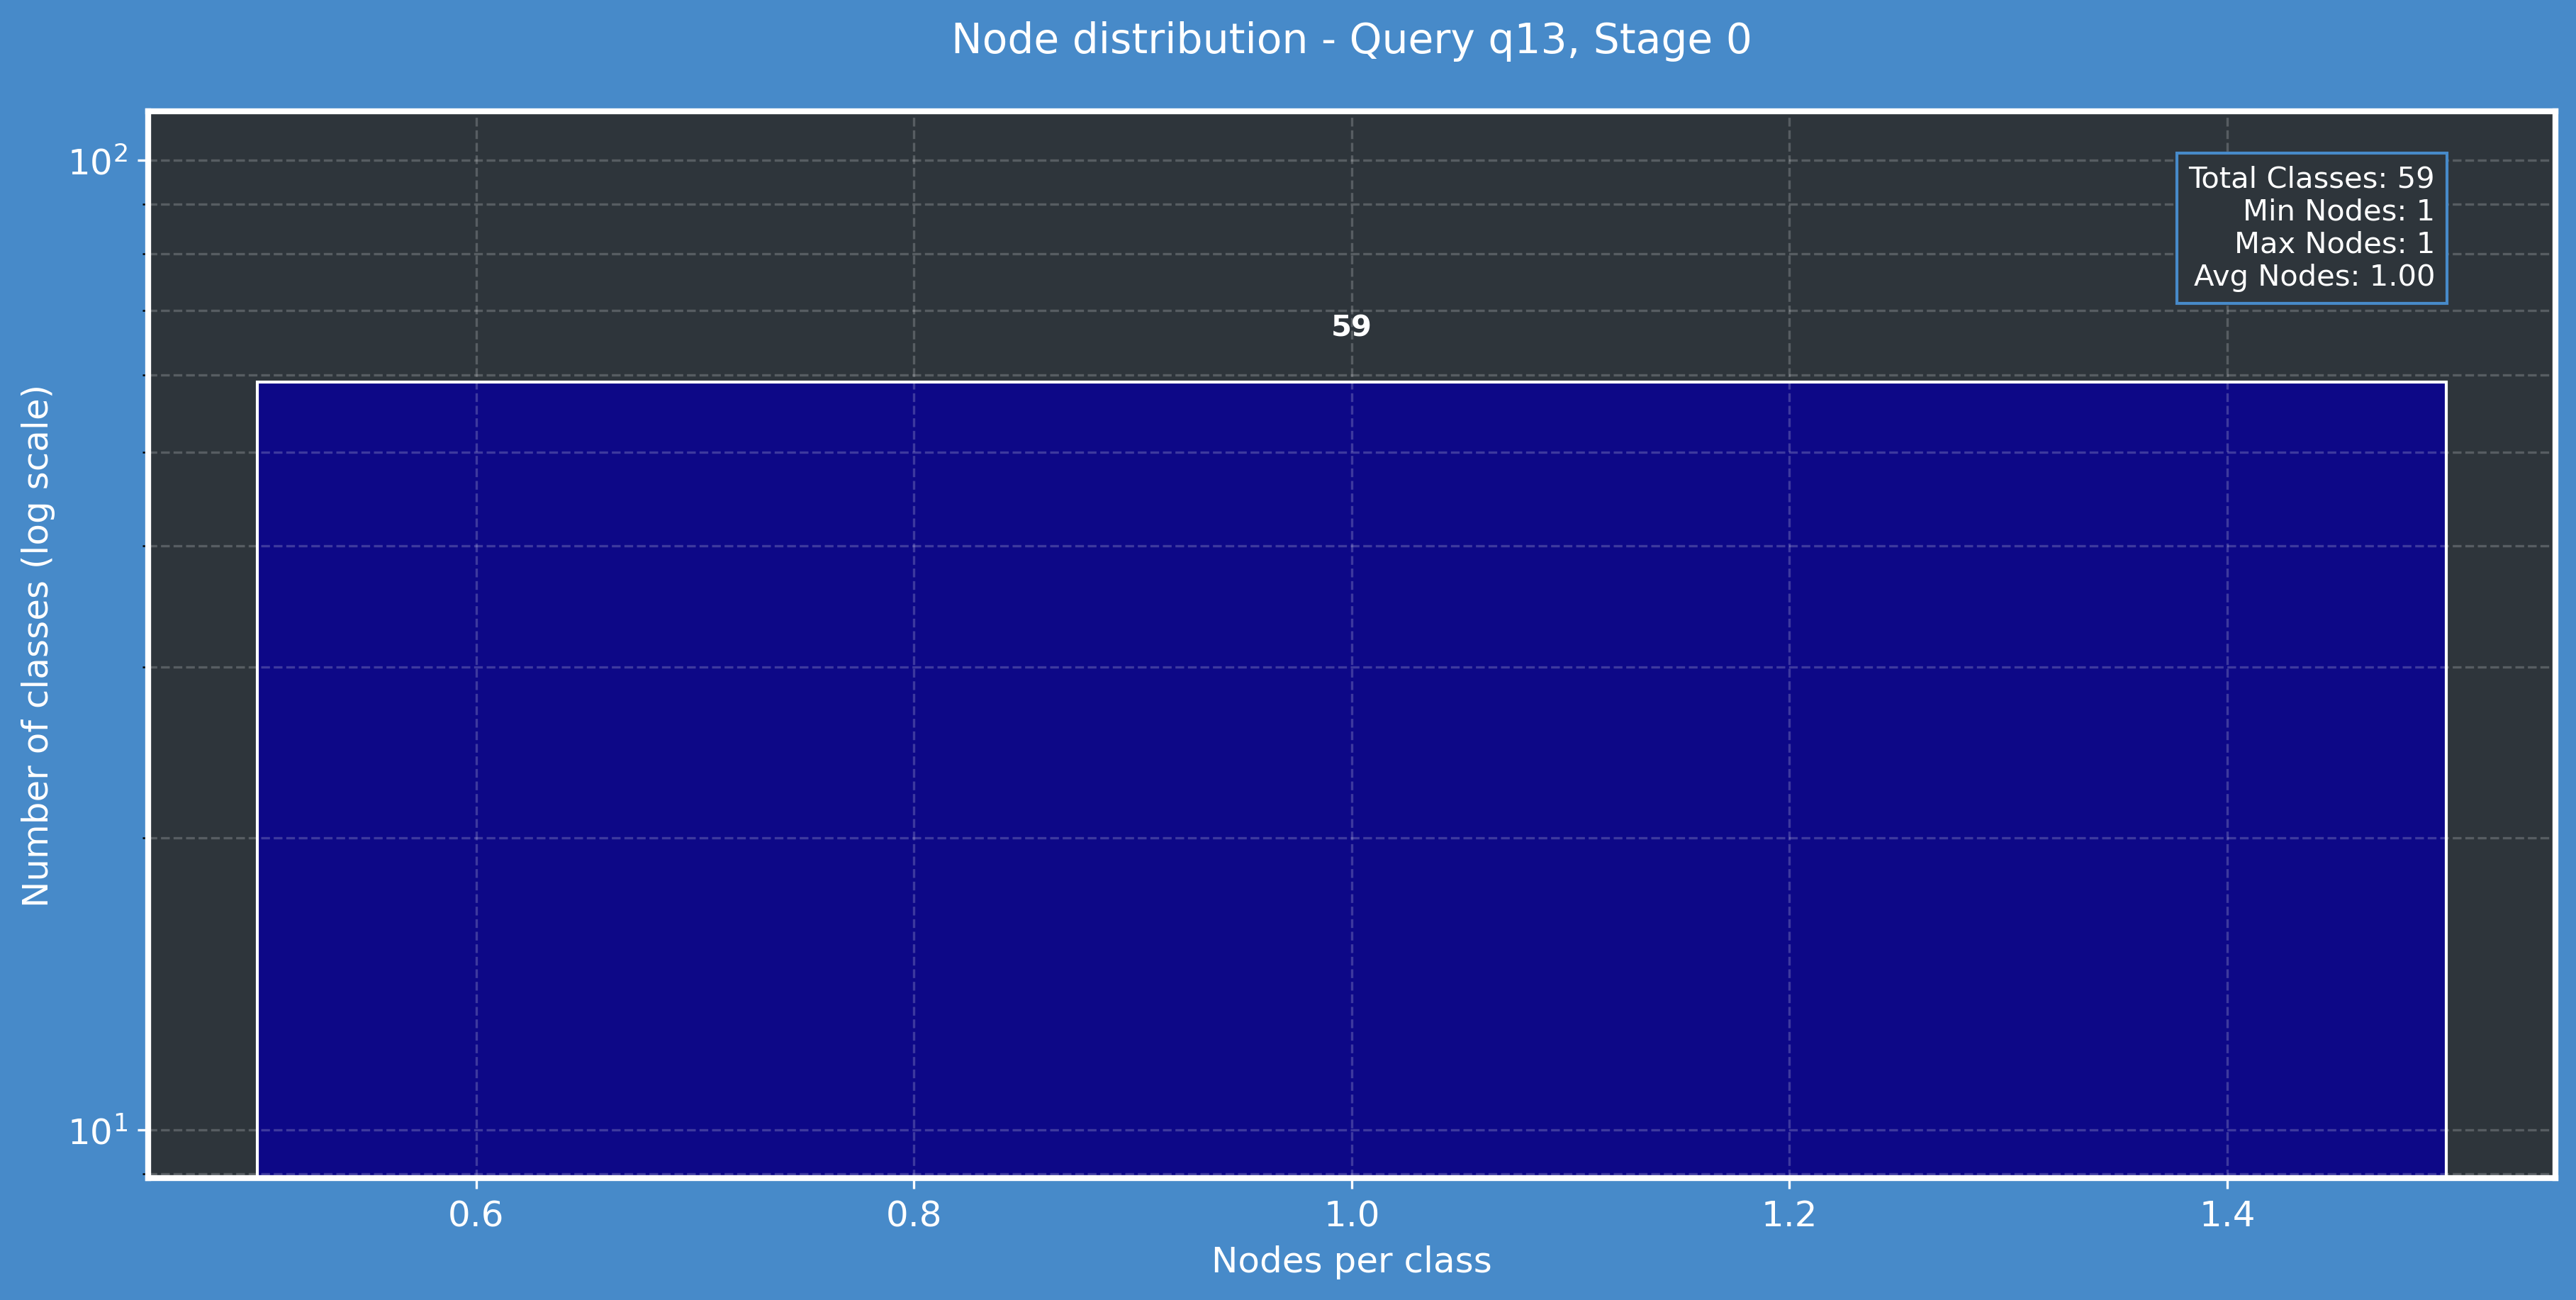 Node distribution - Query q13, Stage 0
10²
Total Classes: 59
Min Nodes: 1
Max Nodes: 1
Avg Nodes: 1.00
59
Number of classes (log scale)
10¹
0.6 0.8 1.0 1.2 1.4
Nodes per class